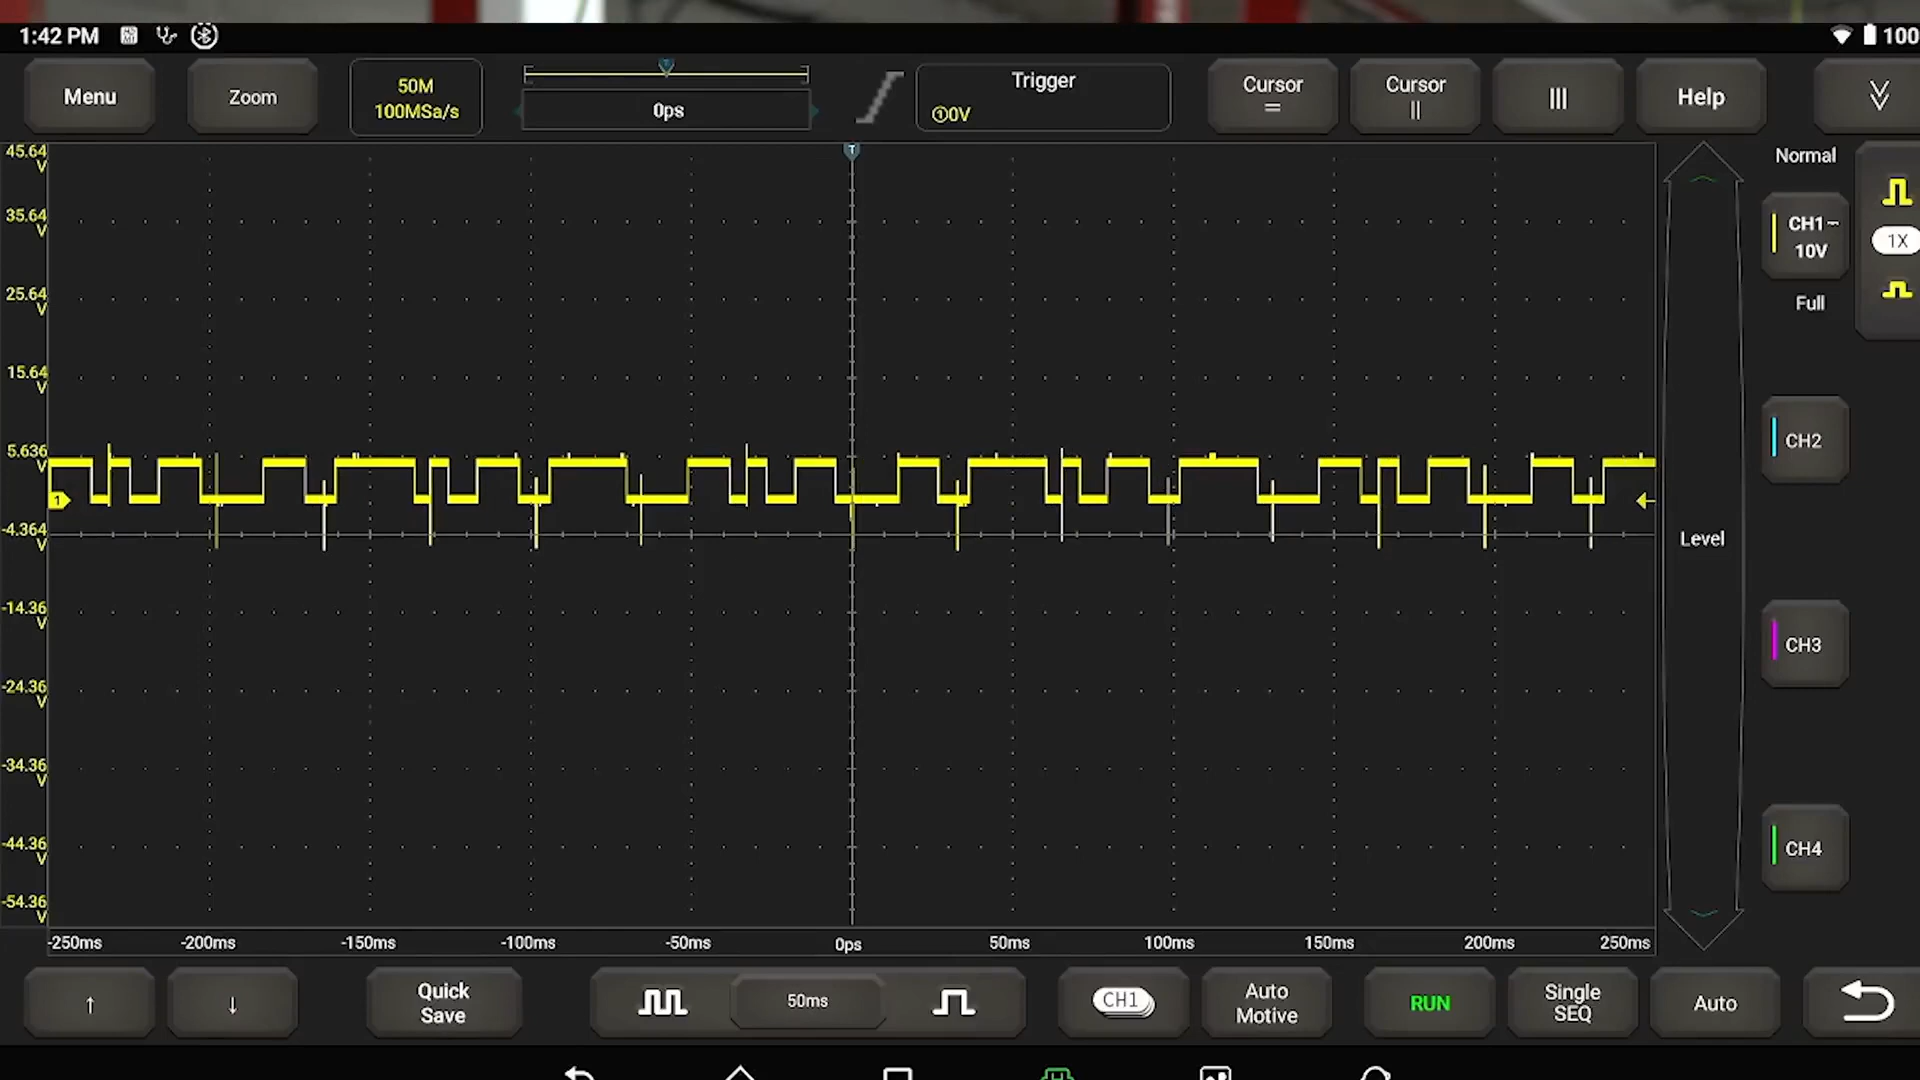 1:42 PM
100
Menu
Zoom
50M
100MSa/s
0ps
Trigger
①0V
Cursor
=
Cursor
||
|||
Help
T
45.64
V
35.64
V
25.64
V
15.64
V
5.636
V
1
-4.364
V
-14.36
V
-24.36
V
-34.36
V
-44.36
V
-54.36
V
Level
Normal
CH1
10V
1X
Full
CH2
CH3
CH4
-250ms
-200ms
-150ms
-100ms
-50ms
0ps
50ms
100ms
150ms
200ms
250ms
↑
↓
Quick
Save
50ms
CH1
Auto
Motive
RUN
Single
SEQ
Auto